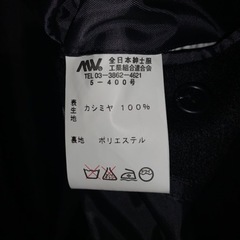 全日本紳士服
工業組合連合会
TEL 03-3862-4621
5-400号
表生地 カシミヤ 100%
裏地 ポリエステル